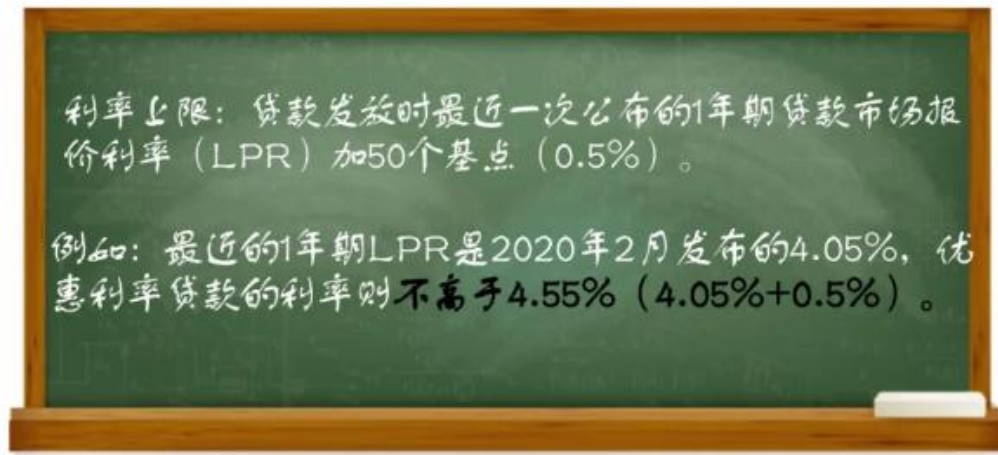 利率上限：贷款发放时最近一次公布的1年期贷款市场报
价利率（LPR）加50个基点（0.5%）。
例如：最近的1年期LPR是2020年2月发布的4.05%，优
惠利率贷款的利率则不高于4.55%（4.05%+0.5%）。